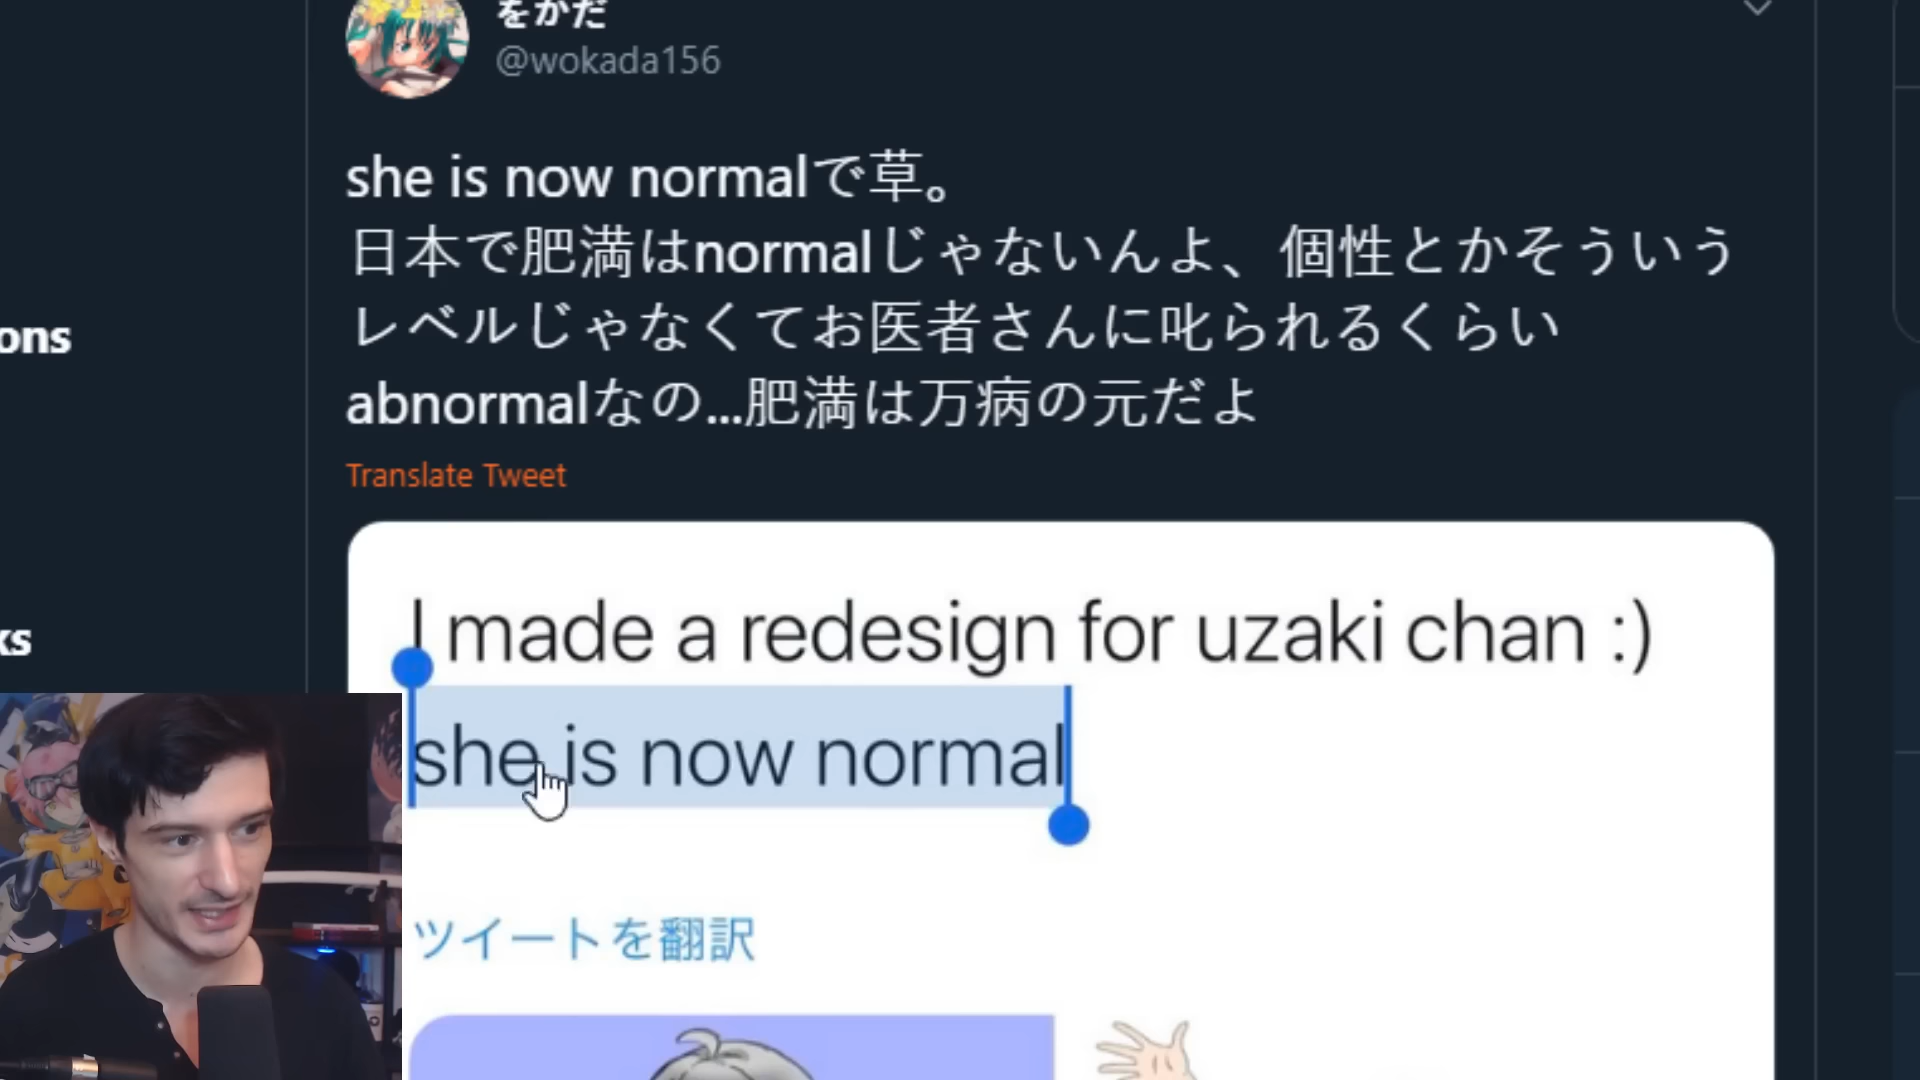 をかだ
@wokada156
she is now normalで草。
日本で肥満はnormalじゃないんよ、個性とかそういう
レベルじゃなくてお医者さんに叱られるくらい
abnormalなの...肥満は万病の元だよ
Translate Tweet
ons
ks
I made a redesign for uzaki chan :)
she is now normal
ツイートを翻訳